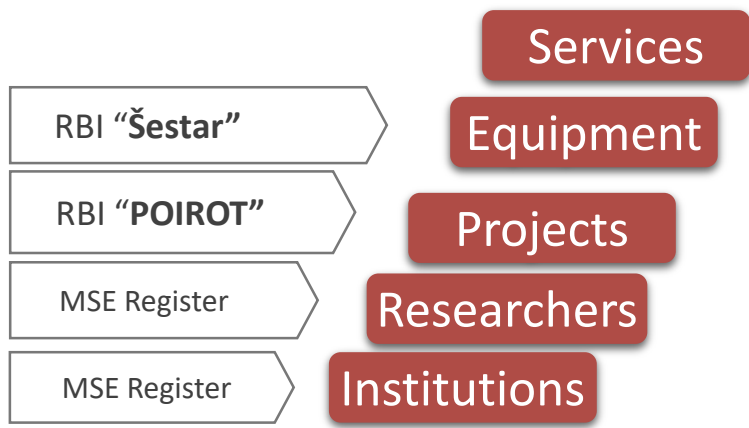 Services
RBI “Šestar”
Equipment
RBI “POIROT”
Projects
MSE Register
Researchers
MSE Register
Institutions